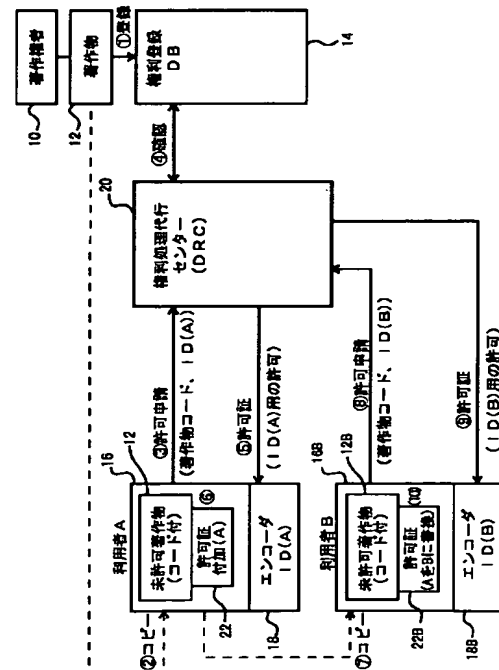 著作権者
10
著作物
12
①登録
権利登録
DB
14
④確認
20
権利処理代行
センター
(DRC)
③許可申請
(著作物コード、ID(A))
⑤許可証
(ID(A)用の許可)
⑧許可申請
(著作物コード、ID(B))
⑨許可証
(ID(B)用の許可)
利用者A
16
12
未許可著作物
(コード付)
⑥
許可証
付加(A)
22
エンコーダ
ID(A)
18
②コピー
利用者B
16B
12B
未許可著作物
(コード付)
(10)
許可証
(AをBに書換)
22B
エンコーダ
ID(B)
18B
⑦コピー